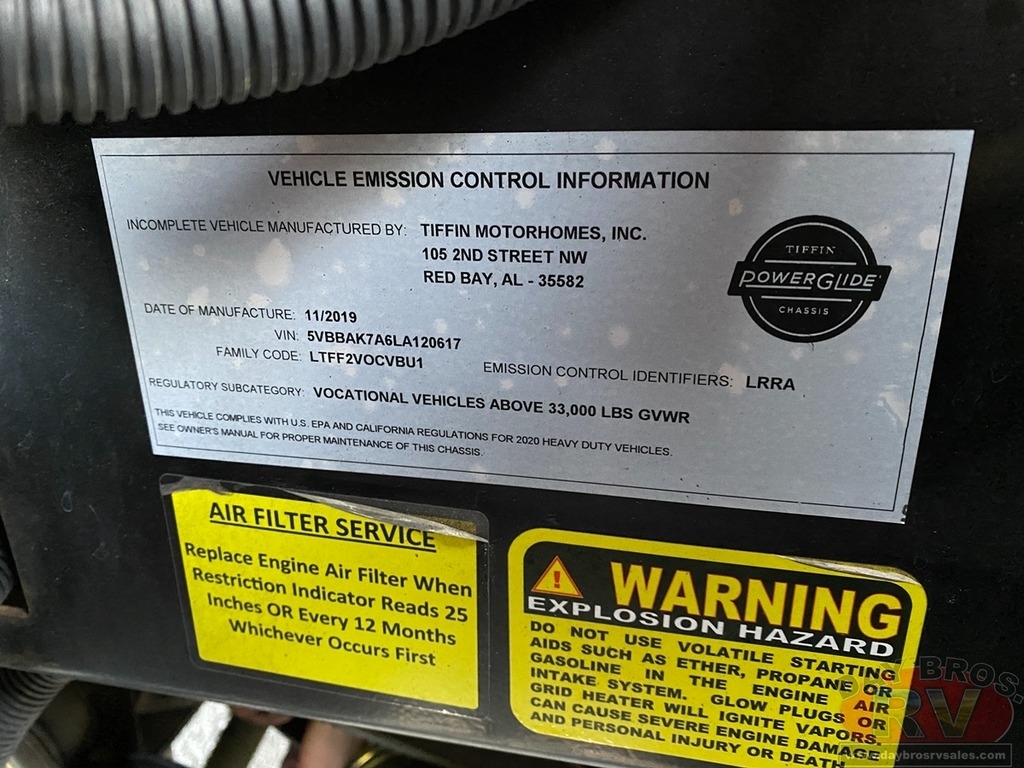 VEHICLE EMISSION CONTROL INFORMATION
INCOMPLETE VEHICLE MANUFACTURED BY: TIFFIN MOTORHOMES, INC.
105 2ND STREET NW
RED BAY, AL - 35582
TIFFIN
POWERGLIDE
CHASSIS
DATE OF MANUFACTURE: 11/2019
VIN: 5VBBAK7A6LA120617
FAMILY CODE: LTFF2VOCVBU1
EMISSION CONTROL IDENTIFIERS: LRRA
REGULATORY SUBCATEGORY: VOCATIONAL VEHICLES ABOVE 33,000 LBS GVWR
THIS VEHICLE COMPLIES WITH U.S. EPA AND CALIFORNIA REGULATIONS FOR 2020 HEAVY DUTY VEHICLES.
SEE OWNER'S MANUAL FOR PROPER MAINTENANCE OF THIS CHASSIS.
AIR FILTER SERVICE
Replace Engine Air Filter When
Restriction Indicator Reads 25
Inches OR Every 12 Months
Whichever Occurs First
WARNING
EXPLOSION HAZARD
DO NOT USE VOLATILE STARTING
AIDS SUCH AS ETHER, PROPANE OR
GASOLINE IN THE ENGINE AIR
INTAKE SYSTEM. GLOW PLUGS OR
GRID HEATER WILL IGNITE VAPORS.
CAN CAUSE SEVERE ENGINE DAMAGE
AND PERSONAL INJURY OR DEATH
BROS.
RV
daybrosrvsales.com